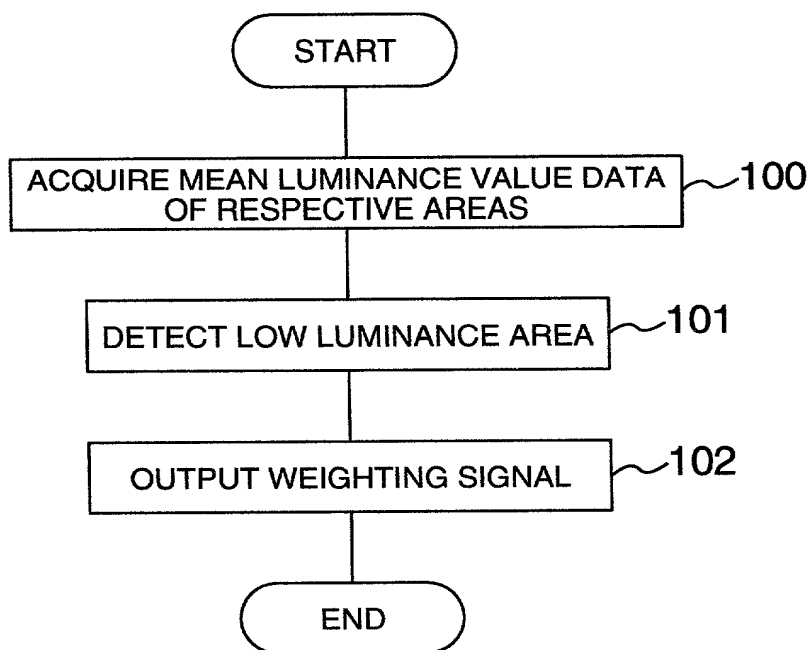 START
ACQUIRE MEAN LUMINANCE VALUE DATA
OF RESPECTIVE AREAS
100
DETECT LOW LUMINANCE AREA
101
OUTPUT WEIGHTING SIGNAL
102
END